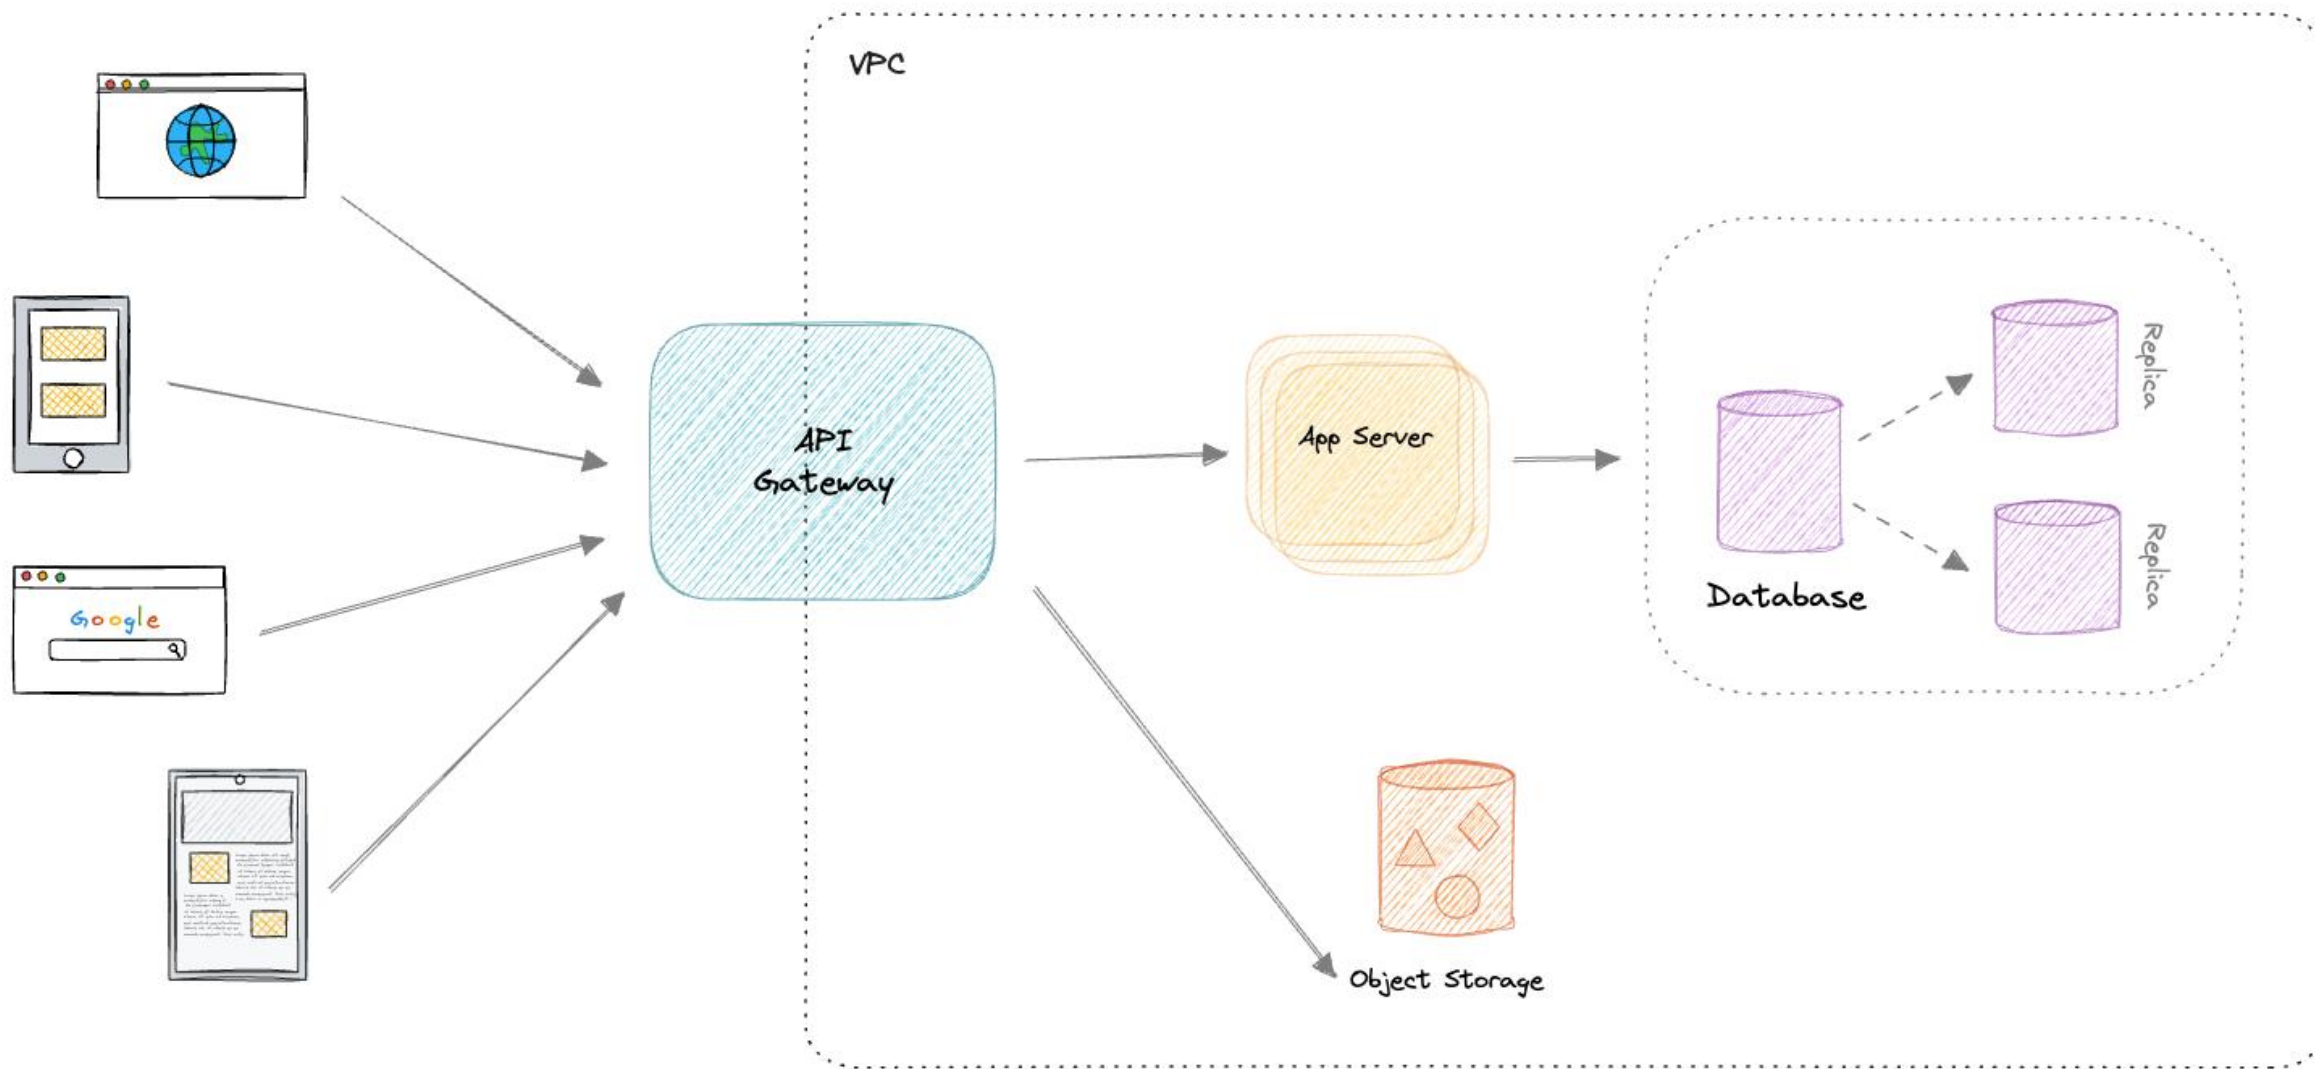 VPC
Google
API
Gateway
App Server
Database
Replica
Replica
Object Storage